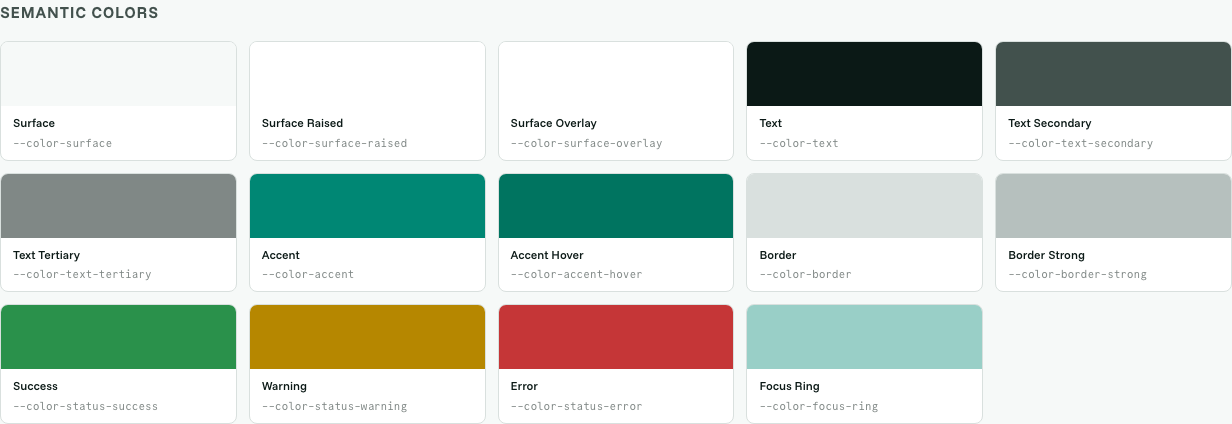 SEMANTIC COLORS
Surface
--color-surface
Surface Raised
--color-surface-raised
Surface Overlay
--color-surface-overlay
Text
--color-text
Text Secondary
--color-text-secondary
Text Tertiary
--color-text-tertiary
Accent
--color-accent
Accent Hover
--color-accent-hover
Border
--color-border
Border Strong
--color-border-strong
Success
--color-status-success
Warning
--color-status-warning
Error
--color-status-error
Focus Ring
--color-focus-ring